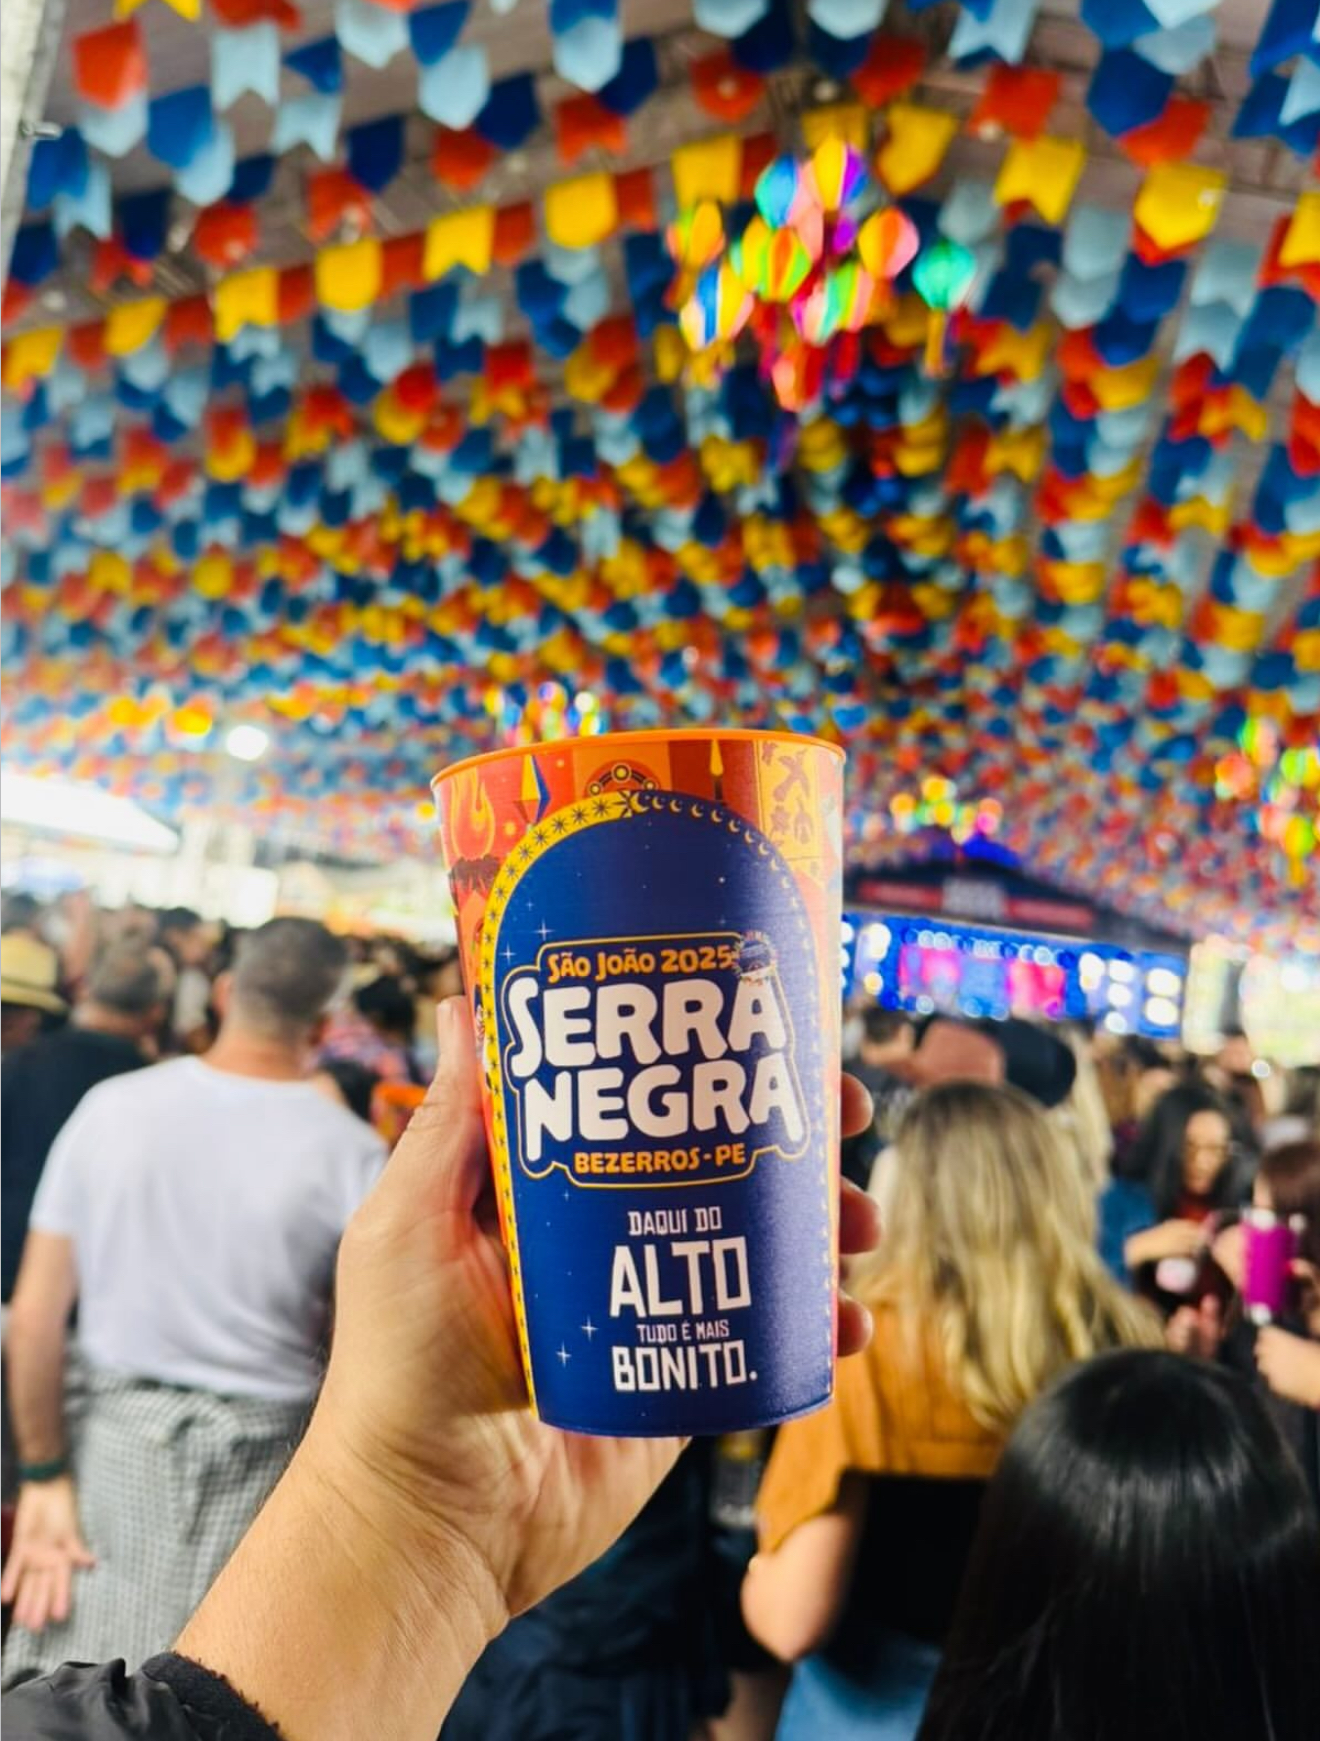 SÃO JOÃO 2025
SERRA
NEGRA
BEZERROS-PE
DAQUI DO
ALTO
TUDO É MAIS
BONITO.